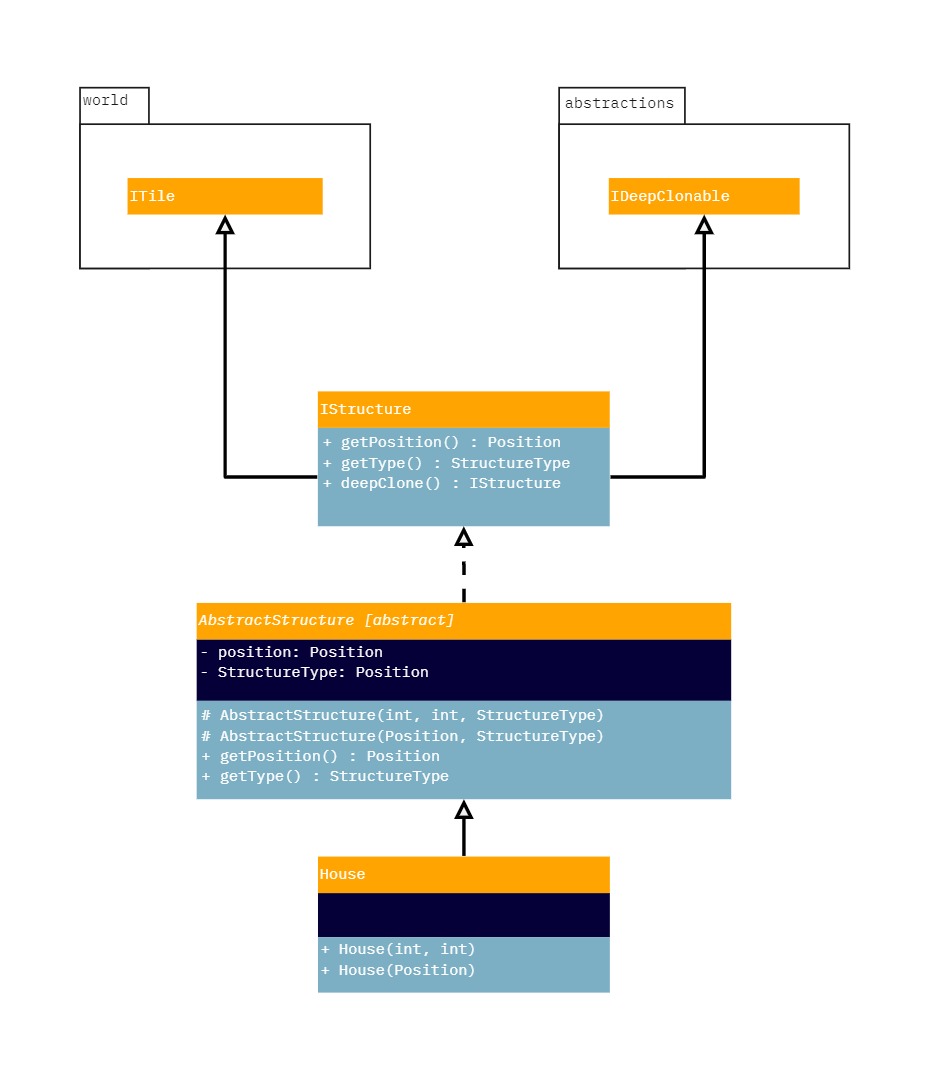 world
abstractions
ITile
IDeepClonable
IStructure
+ getPosition() : Position
+ getType() : StructureType
+ deepClone() : IStructure
AbstractStructure [abstract]
- position: Position
- StructureType: Position
# AbstractStructure(int, int, StructureType)
# AbstractStructure(Position, StructureType)
+ getPosition() : Position
+ getType() : StructureType
House
+ House(int, int)
+ House(Position)